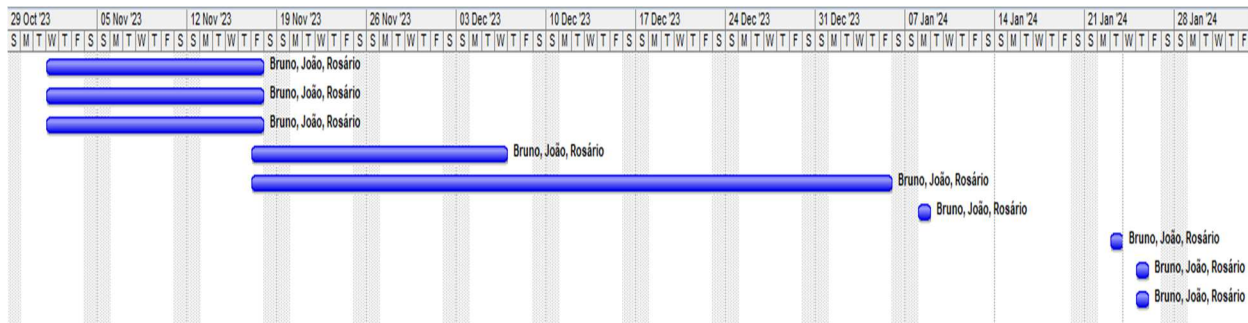 29 Oct '23 05 Nov '23 12 Nov '23 19 Nov '23 26 Nov '23 03 Dec '23 10 Dec '23 17 Dec '23 24 Dec '23 31 Dec '23 07 Jan '24 14 Jan '24 21 Jan '24 28 Jan '24
S M T W T F S S M T W T F S S M T W T F S S M T W T F S S M T W T F S S M T W T F S S M T W T F S S M T W T F S S M T W T F S S M T W T F S S M T W T F S S M T W T F S S M T W T F S S M T W T F
Bruno, João, Rosário
Bruno, João, Rosário
Bruno, João, Rosário
Bruno, João, Rosário
Bruno, João, Rosário
Bruno, João, Rosário
Bruno, João, Rosário
Bruno, João, Rosário
Bruno, João, Rosário